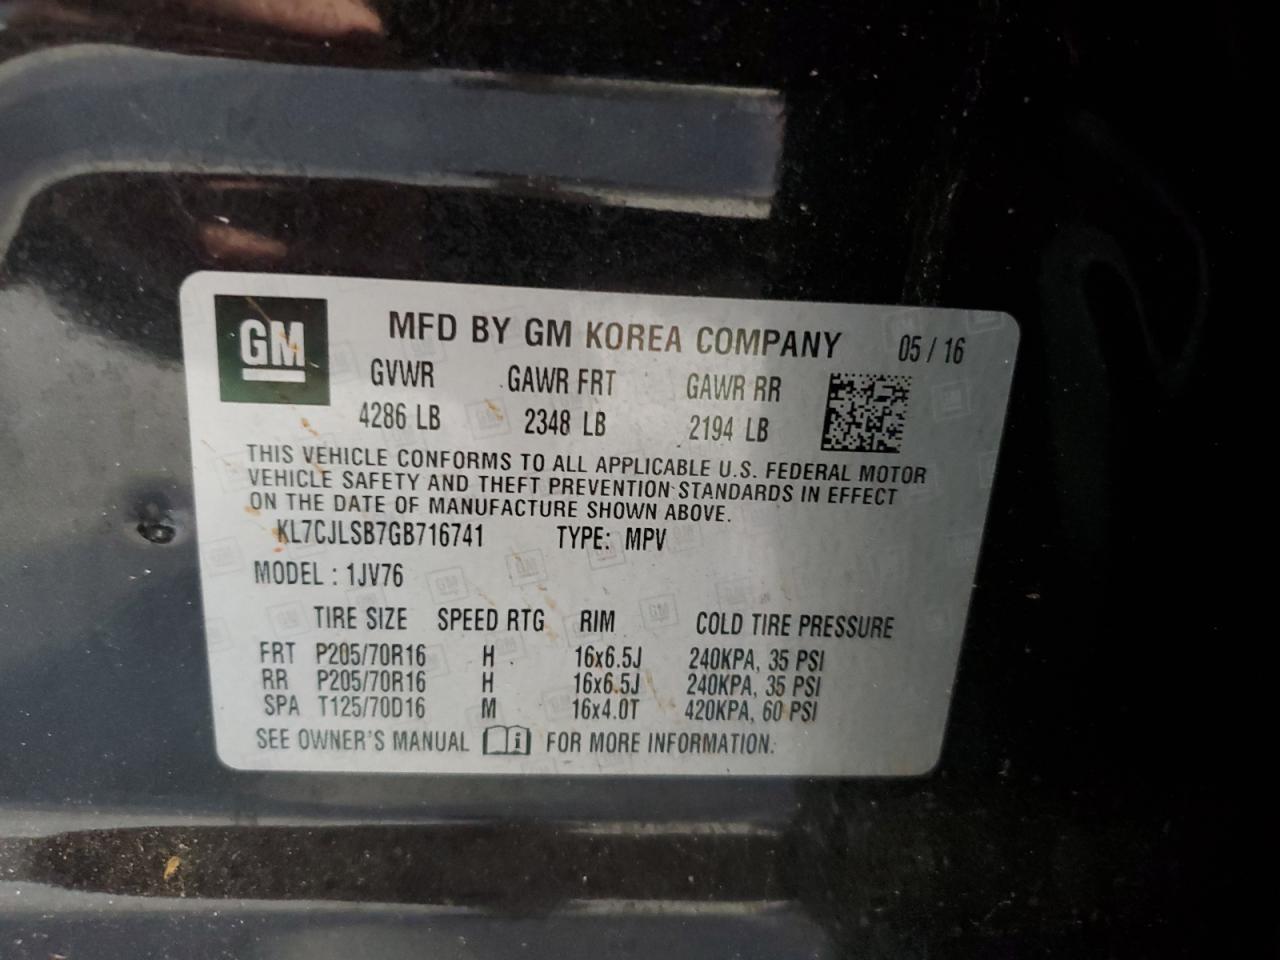 GM
MFD BY GM KOREA COMPANY 05 / 16
GVWR GAWR FRT GAWR RR
4286 LB 2348 LB 2194 LB
THIS VEHICLE CONFORMS TO ALL APPLICABLE U.S. FEDERAL MOTOR
VEHICLE SAFETY AND THEFT PREVENTION STANDARDS IN EFFECT
ON THE DATE OF MANUFACTURE SHOWN ABOVE.
KL7CJLSB7GB716741 TYPE: MPV
MODEL : 1JV76
TIRE SIZE SPEED RTG RIM COLD TIRE PRESSURE
FRT P205/70R16 H 16x6.5J 240KPA, 35 PSI
RR P205/70R16 H 16x6.5J 240KPA, 35 PSI
SPA T125/70D16 M 16x4.0T 420KPA, 60 PSI
SEE OWNER'S MANUAL i FOR MORE INFORMATION.